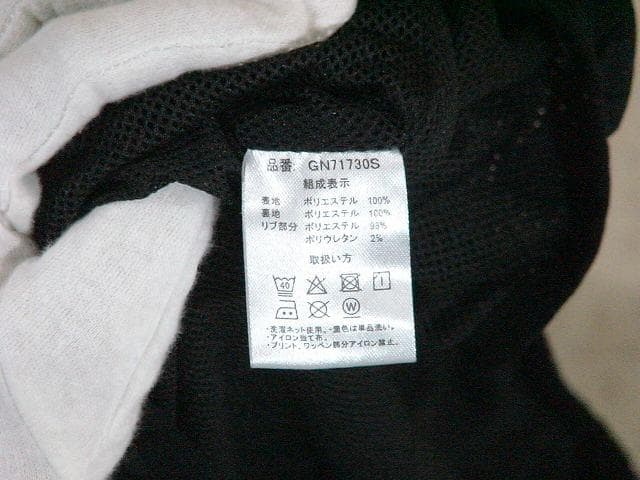 品番 GN71730S
組成表示
表地 ポリエステル 100%
裏地 ポリエステル 100%
リブ部分 ポリエステル 98%
ポリウレタン 2%
取扱い方
40
W
・洗濯ネット使用。・濃色は単品洗い。
・アイロン当て布。
・プリント、ワッペン部分アイロン禁止。